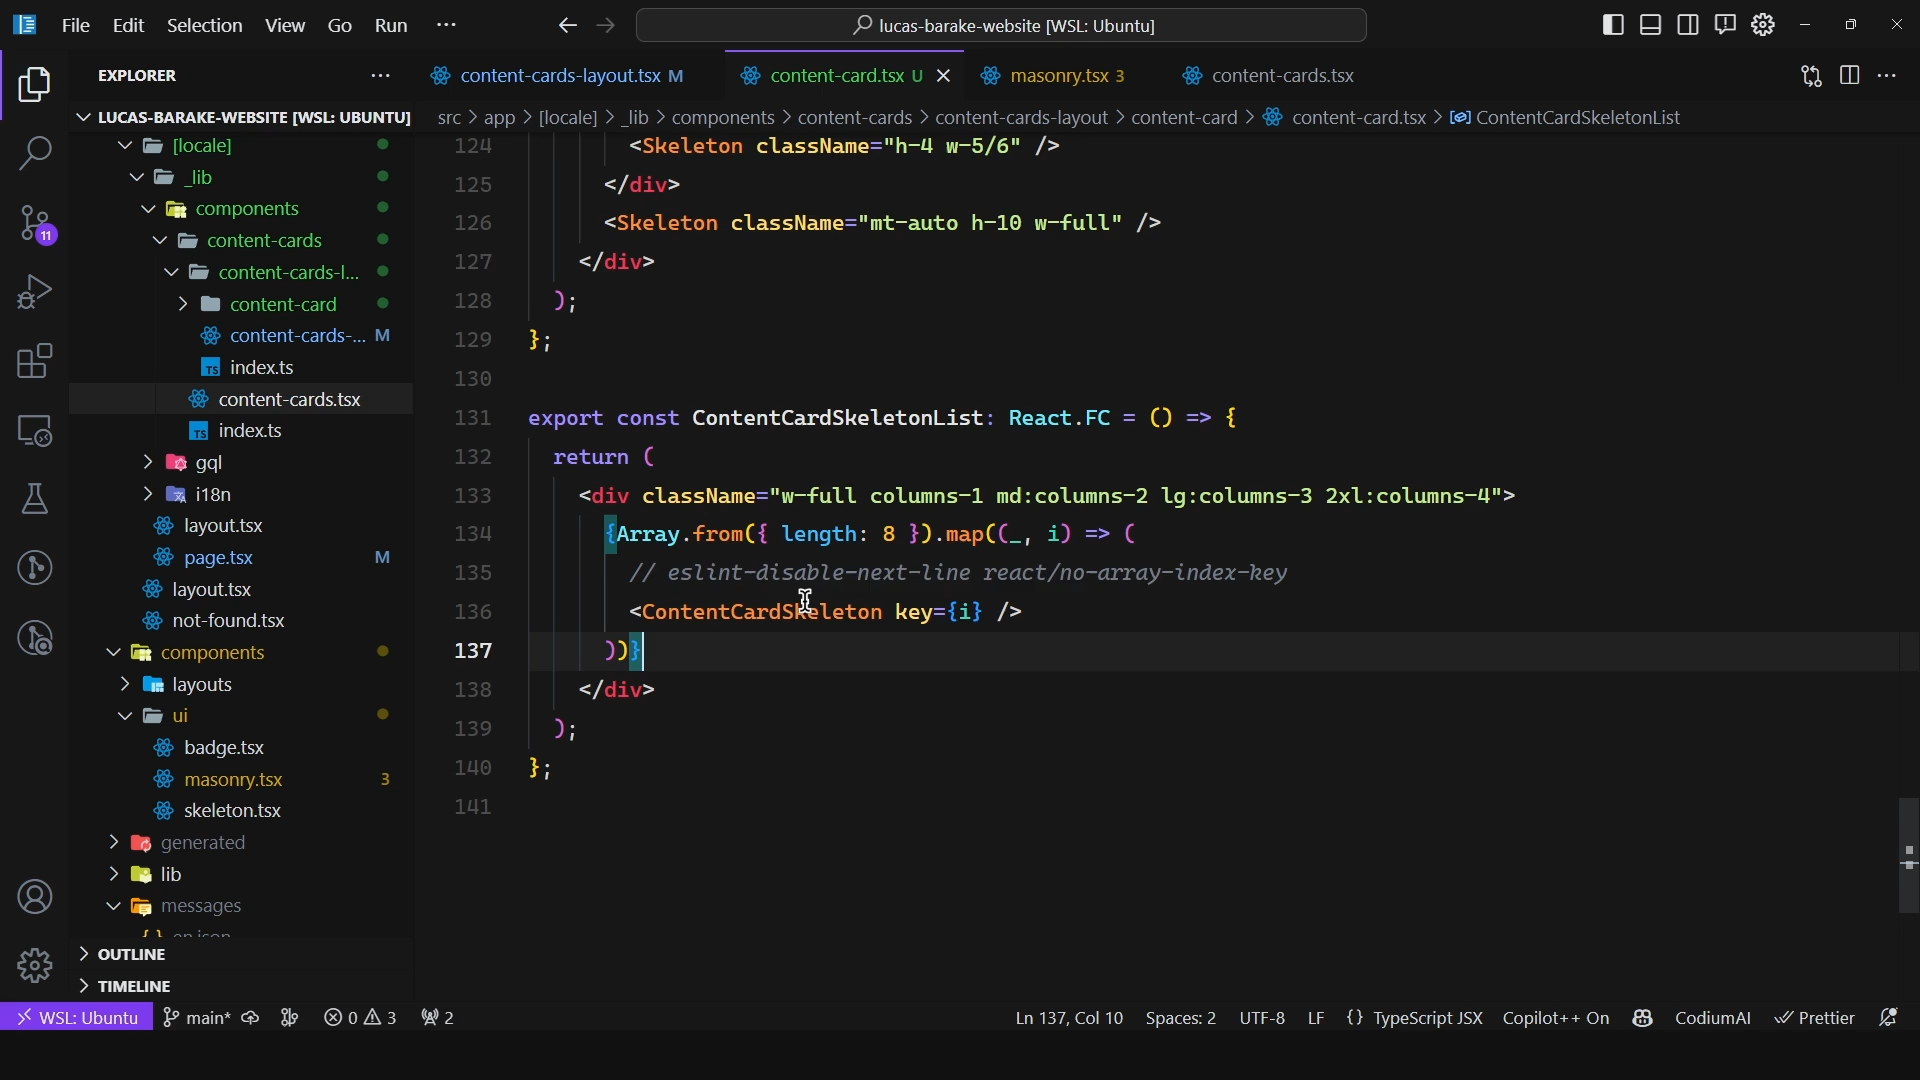 File Edit Selection View Go Run ···
lucas-barake-website [WSL: Ubuntu]
EXPLORER ···
content-cards-layout.tsx M
content-card.tsx U
masonry.tsx 3
content-cards.tsx
LUCAS-BARAKE-WEBSITE [WSL: UBUNTU]
src > app > [locale] > _lib > components > content-cards > content-cards-layout > content-card > content-card.tsx > ContentCardSkeletonList
11
[locale]
_lib
components
content-cards
content-cards-l...
content-card
content-cards-... M
TS index.ts
content-cards.tsx
TS index.ts
gql
i18n
layout.tsx
page.tsx M
layout.tsx
not-found.tsx
components
layouts
ui
badge.tsx
masonry.tsx 3
skeleton.tsx
generated
lib
messages
en.json
OUTLINE
TIMELINE
124 <Skeleton className="h-4 w-5/6" />
125 </div>
126 <Skeleton className="mt-auto h-10 w-full" />
127 </div>
128 );
129 };
130
131 export const ContentCardSkeletonList: React.FC = () => {
132 return (
133 <div className="w-full columns-1 md:columns-2 lg:columns-3 2xl:columns-4">
134 {Array.from({ length: 8 }).map((_, i) => (
135 // eslint-disable-next-line react/no-array-index-key
136 <ContentCardSkeleton key={i} />
137 ))}
138 </div>
139 );
140 };
141
WSL: Ubuntu main* 0 3 2 Ln 137, Col 10 Spaces: 2 UTF-8 LF {} TypeScript JSX Copilot++ On CodiumAI Prettier